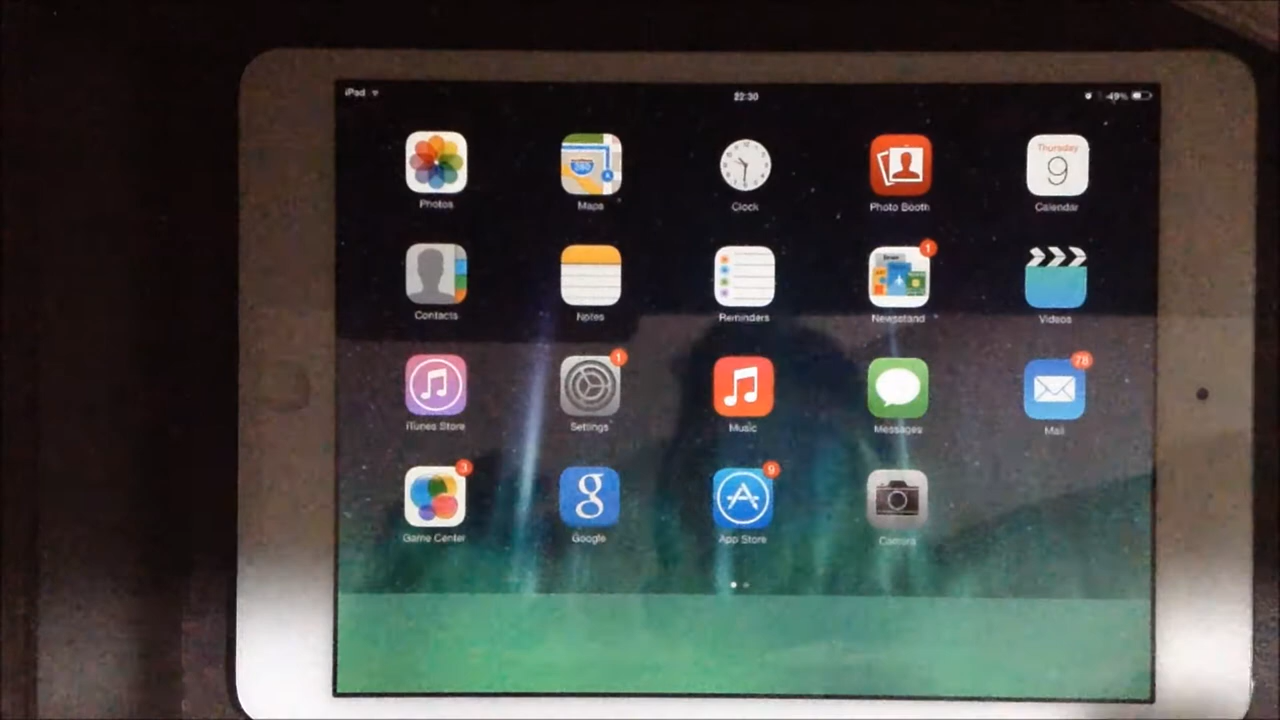 iPad
22:30
49%
Photos
Maps
Clock
Photo Booth
Thursday
9
Calendar
Contacts
Notes
Reminders
1
Newsstand
Videos
iTunes Store
1
Settings
Music
Messages
78
Mail
3
Game Center
g
Google
9
App Store
Camera